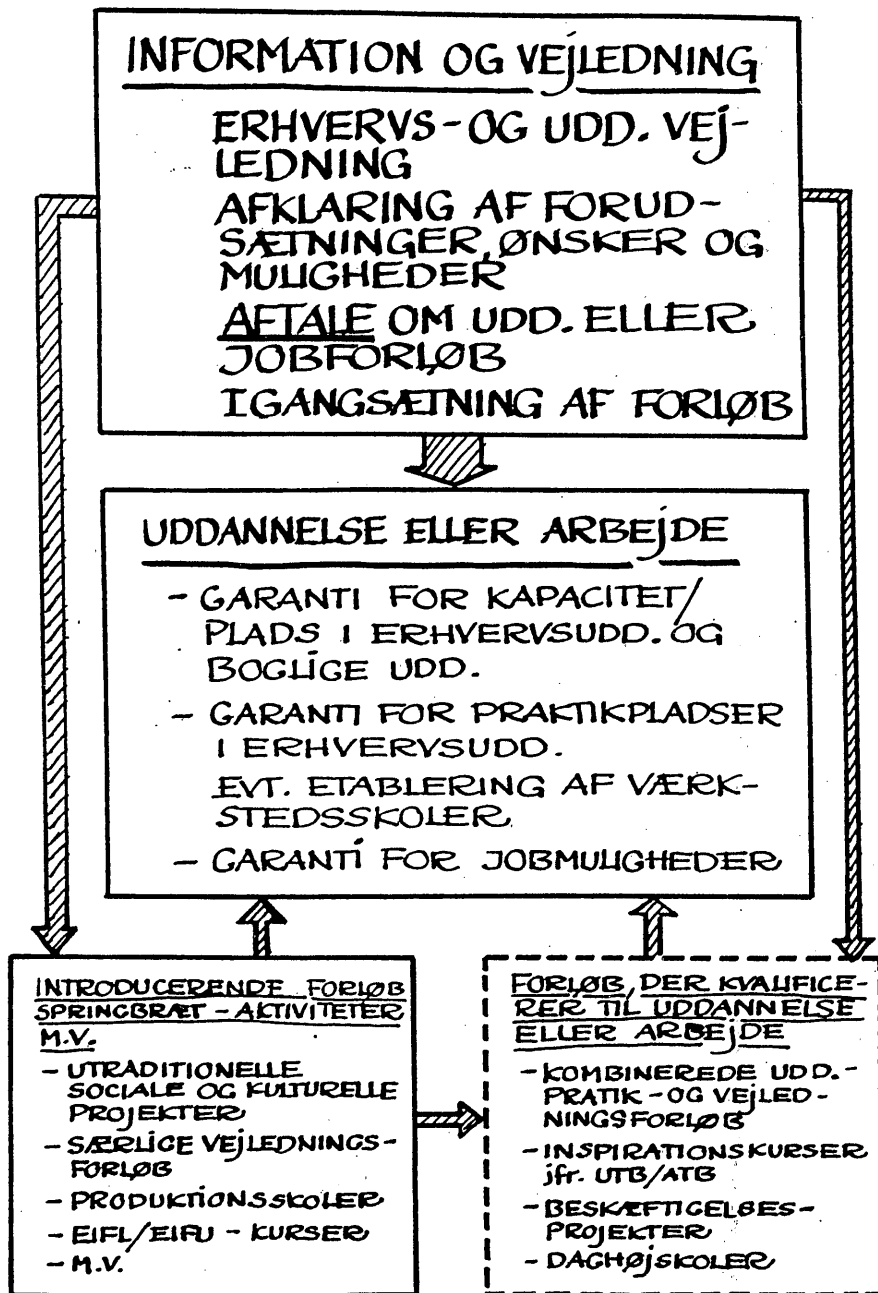 INFORMATION OG VEJLEDNING
ERHVERVS-OG UDD. VEJ-
LEDNING
AFKLARING AF FORUD-
SÆTNINGER, ØNSKER OG
MULIGHEDER
AFTALE OM UDD. ELLER
JOBFORLØB
IGANGSÆTNING AF FORLØB
UDDANNELSE ELLER ARBEJDE
- GARANTI FOR KAPACITET/
PLADS I ERHVERVSUDD. OG
BOGLIGE UDD.
- GARANTI FOR PRAKTIKPLADSER
I ERHVERVSUDD.
EVT. ETABLERING AF VÆRK-
STEDSSKOLER
- GARANTI FOR JOBMULIGHEDER
INTRODUCERENDE FORLØB
SPRINGBRÆT - AKTIVITETER
M.V.
- UTRADITIONELLE
SOCIALE OG KULTURELLE
PROJEKTER
- SÆRLIGE VEJLEDNINGS-
FORLØB
- PRODUKTIONSSKOLER
- EIFL/EIFU - KURSER
- M.V.
FORLØB, DER KVALIFICE-
RER TIL UDDANNELSE
ELLER ARBEJDE
- KOMBINEREDE UDD.-
PRATIK - OG VEJLED-
NINGSFORLØB
- INSPIRATIONSKURSER
jfr. UTB/ATB
- BESKÆFTIGELSES-
PROJEKTER
- DAGHØJSKOLER